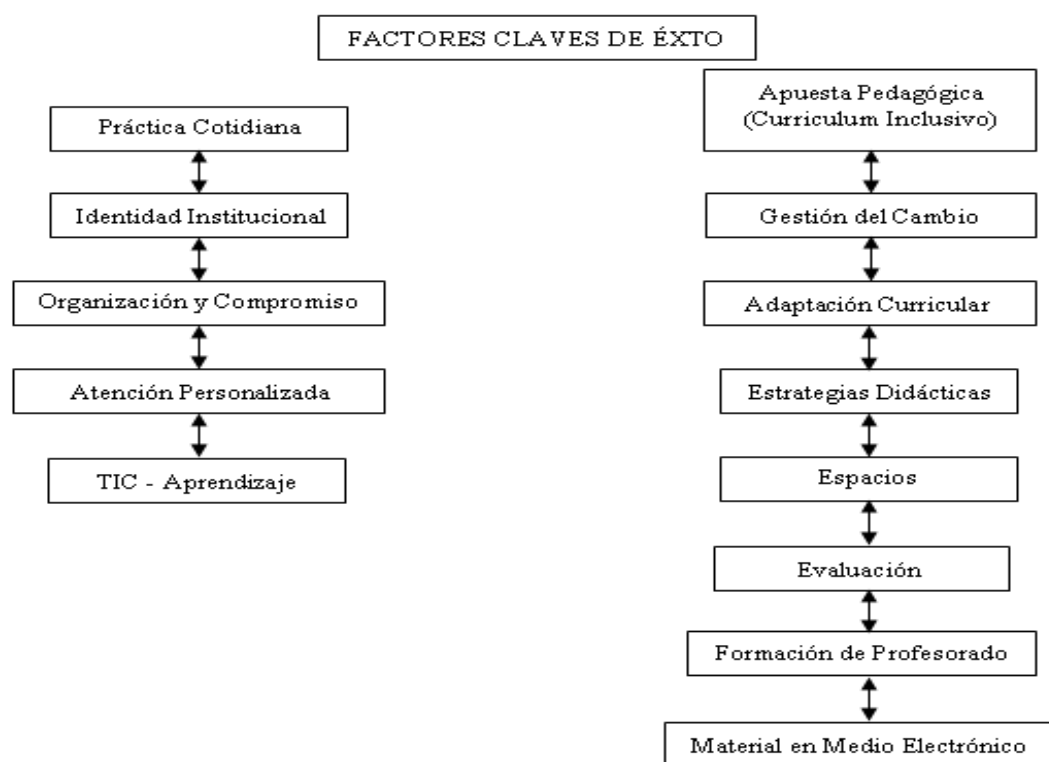 FACTORES CLAVES DE ÉXTO
Práctica Cotidiana
Identidad Institucional
Organización y Compromiso
Atención Personalizada
TIC - Aprendizaje
Apuesta Pedagógica
(Curriculum Inclusivo)
Gestión del Cambio
Adaptación Curricular
Estrategias Didácticas
Espacios
Evaluación
Formación de Profesorado
Material en Medio Electrónico